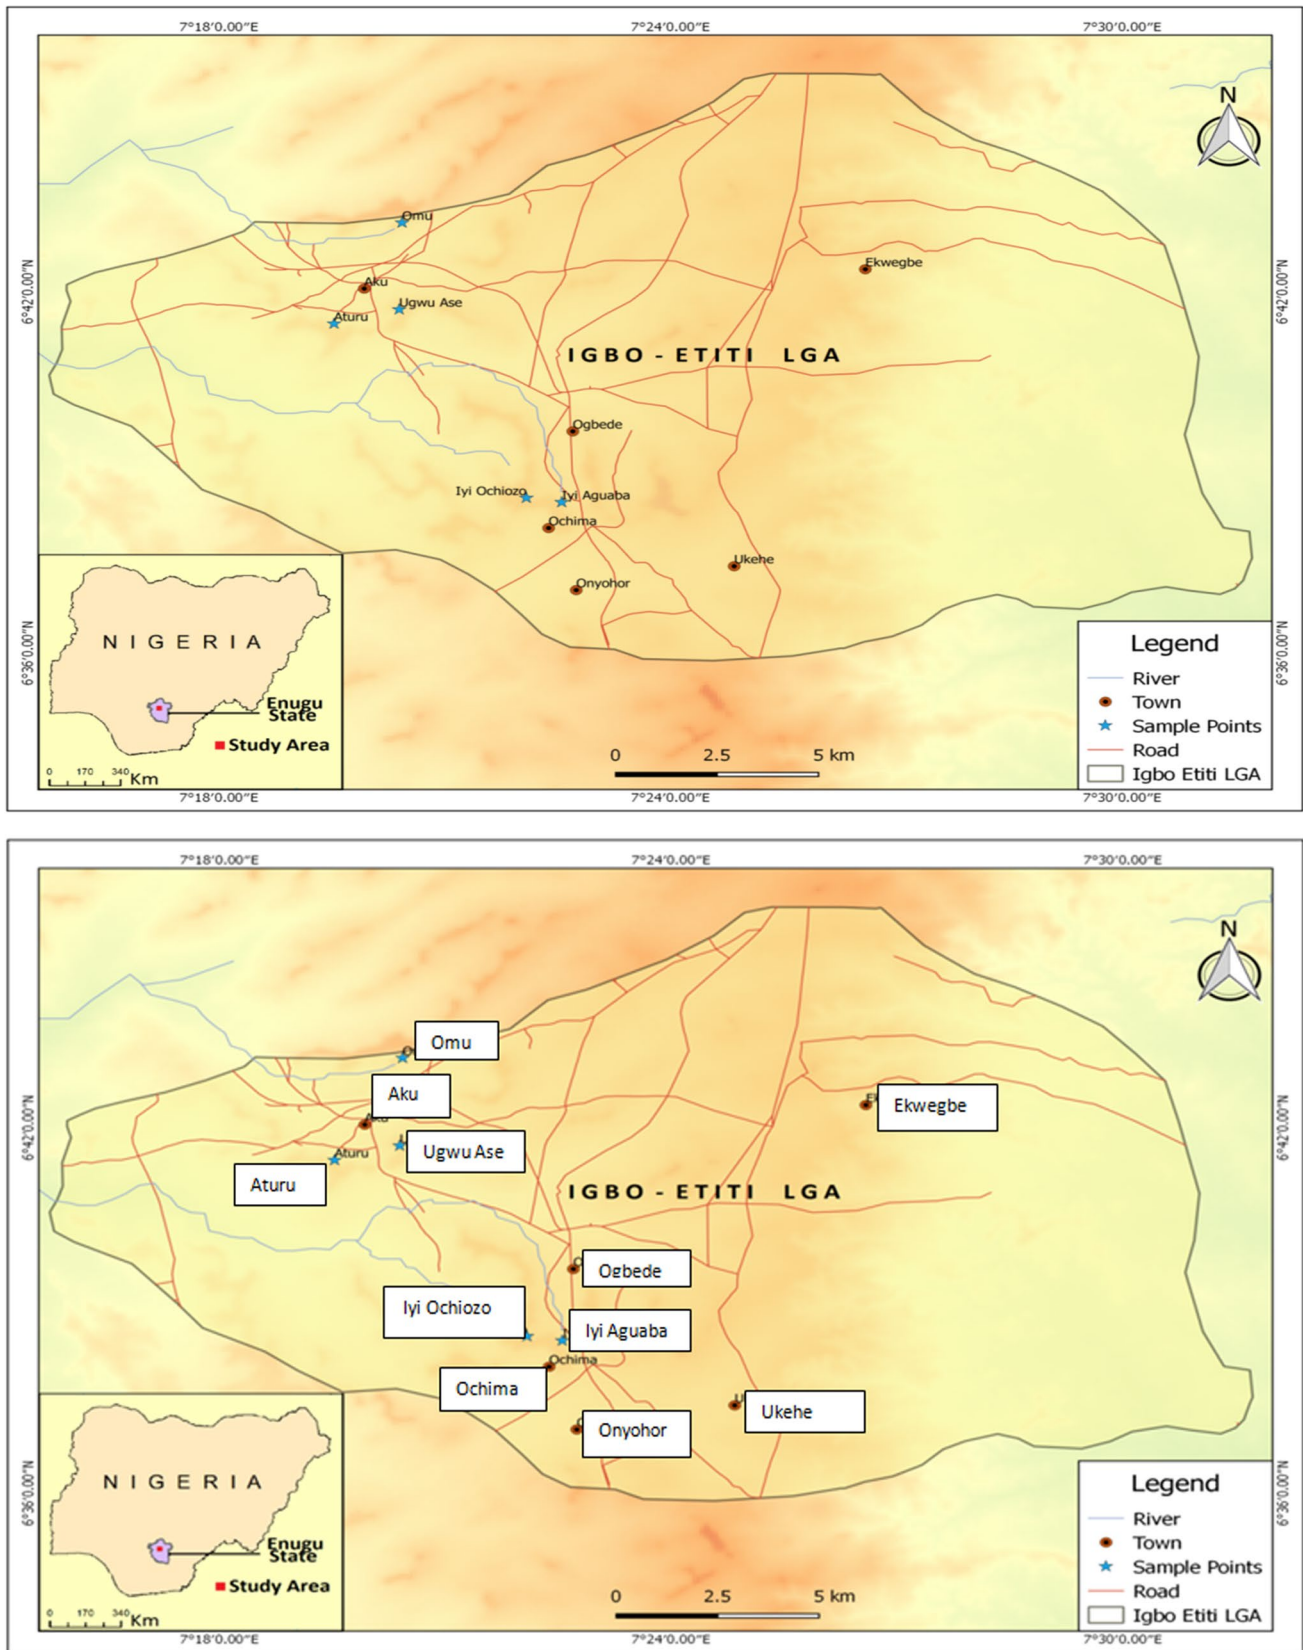 7°18'0.00"E 7°24'0.00"E 7°30'0.00"E
N
Omu
6°42'0.00"N 6°42'0.00"N
Ekwegbe
Aku
Ugwu Ase
Aturu
IGBO - ETITI LGA
Ogbede
Iyi Ochiozo Iyi Aguaba
Ochima
Ukehe
Onyohor
NIGERIA
Enugu
State
Study Area
0 170 340 Km
6°36'0.00"N 6°36'0.00"N
Legend
River
Town
Sample Points
Road
Igbo Etiti LGA
0 2.5 5 km
7°18'0.00"E 7°24'0.00"E 7°30'0.00"E
7°18'0.00"E 7°24'0.00"E 7°30'0.00"E
N
Omu
Aku
Ekwegbe
6°42'0.00"N 6°42'0.00"N
Aku
Ugwu Ase
Aturu
Aturu
IGBO - ETITI LGA
Ogbede
Iyi Ochiozo
Iyi Aguaba
Ochima
Ochima
Ukehe
Onyohor
NIGERIA
Enugu
State
Study Area
0 170 340 Km
6°36'0.00"N 6°36'0.00"N
Legend
River
Town
Sample Points
Road
Igbo Etiti LGA
0 2.5 5 km
7°18'0.00"E 7°24'0.00"E 7°30'0.00"E